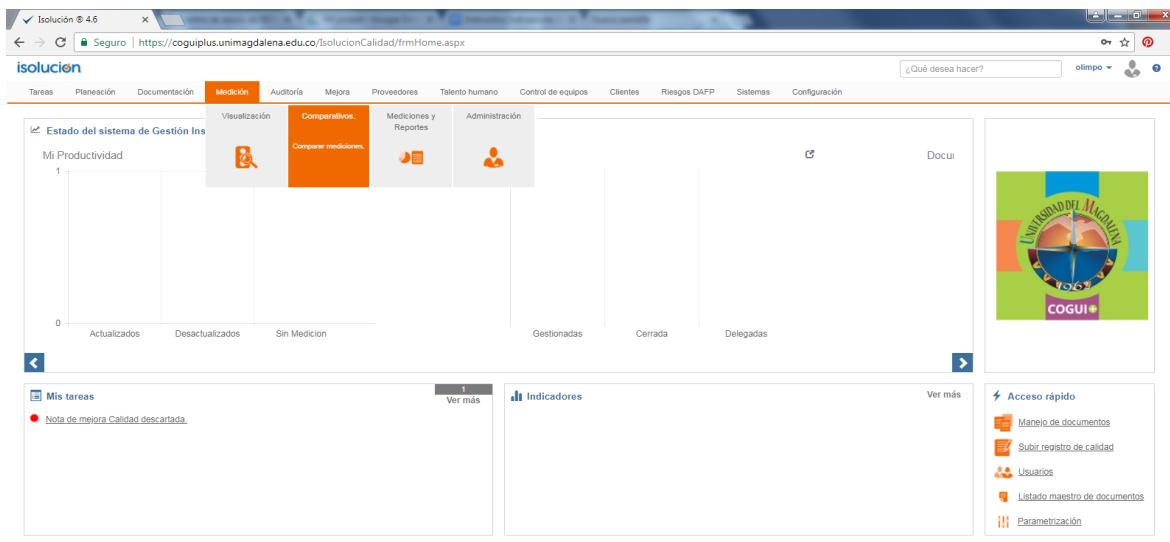 Isolución ® 4.6
Seguro | https://coguiplus.unimagdalena.edu.co/IsolucionCalidad/frmHome.aspx
isolución
¿Qué desea hacer?
olimpo
Tareas Planeación Documentación Medición Auditoría Mejora Proveedores Talento humano Control de equipos Clientes Riesgos DAFP Sistemas Configuración
Visualización
Comparativos.
Comparar mediciones.
Mediciones y
Reportes
Administración
Estado del sistema de Gestión Ins
Mi Productividad
Docu
1
0
Actualizados Desactualizados Sin Medicion
Gestionadas Cerrada Delegadas
UNIVERSIDAD DEL MAGDALENA
1962
COGUI+
Mis tareas
1
Ver más
Nota de mejora Calidad descartada.
Indicadores
Ver más
Acceso rápido
Manejo de documentos
Subir registro de calidad
Usuarios
Listado maestro de documentos
Parametrización